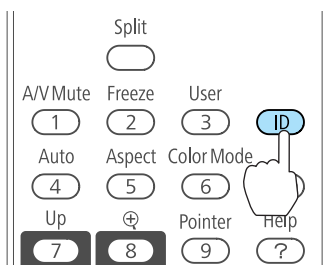 Split
A/V Mute Freeze User
1 2 3 ID
Auto Aspect Color Mode
4 5 6
Up Pointer Help
7 8 9 ?